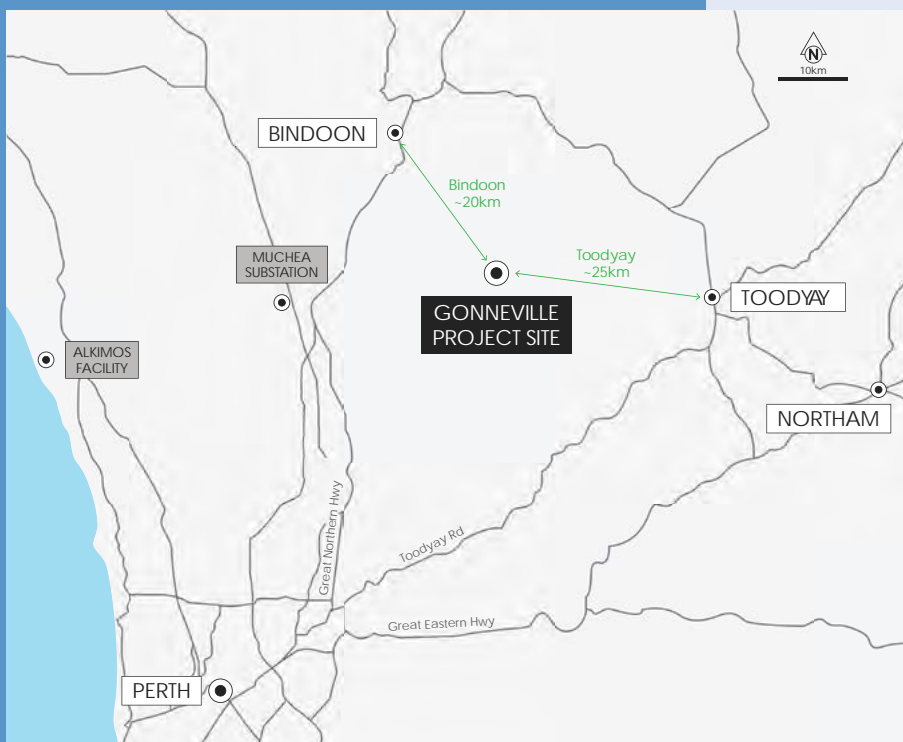 N
10km
BINDOON
Bindoon
~20km
MUCHEA
SUBSTATION
Toodyay
~25km
TOODYAY
GONNEVILLE
PROJECT SITE
ALKIMOS
FACILITY
NORTHAM
Great Northern Hwy
Toodyay Rd
Great Eastern Hwy
PERTH